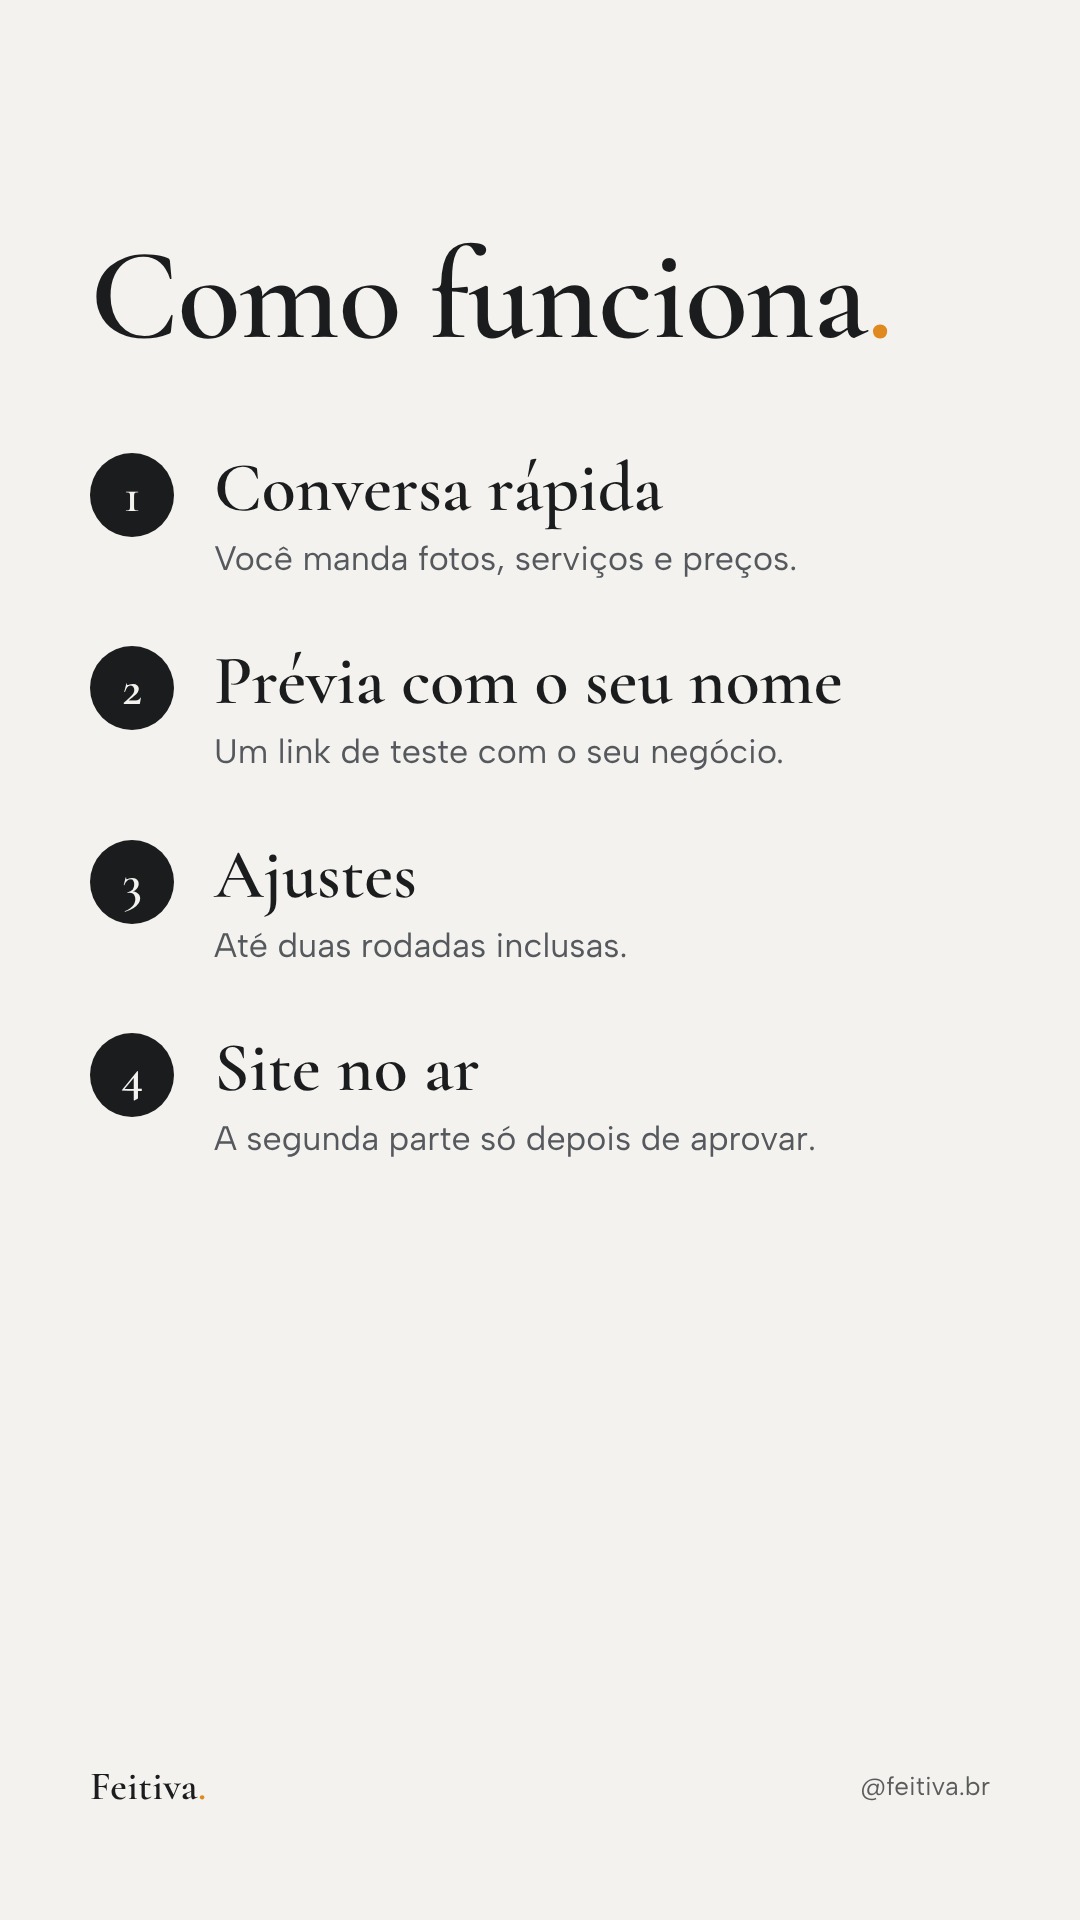 Como funciona.
1 Conversa rápida
Você manda fotos, serviços e preços.
2 Prévia com o seu nome
Um link de teste com o seu negócio.
3 Ajustes
Até duas rodadas inclusas.
4 Site no ar
A segunda parte só depois de aprovar.
Feitiva. @feitiva.br